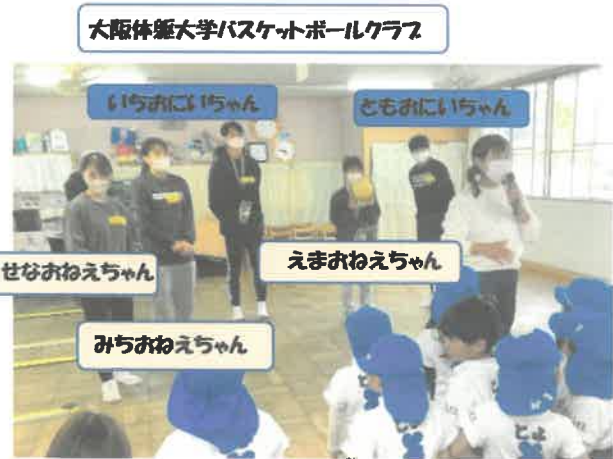 大阪体育大学バスケットボールクラブ
いちおにいちゃん
ともおにいちゃん
せなおねえちゃん
えまおねえちゃん
みちおねえちゃん